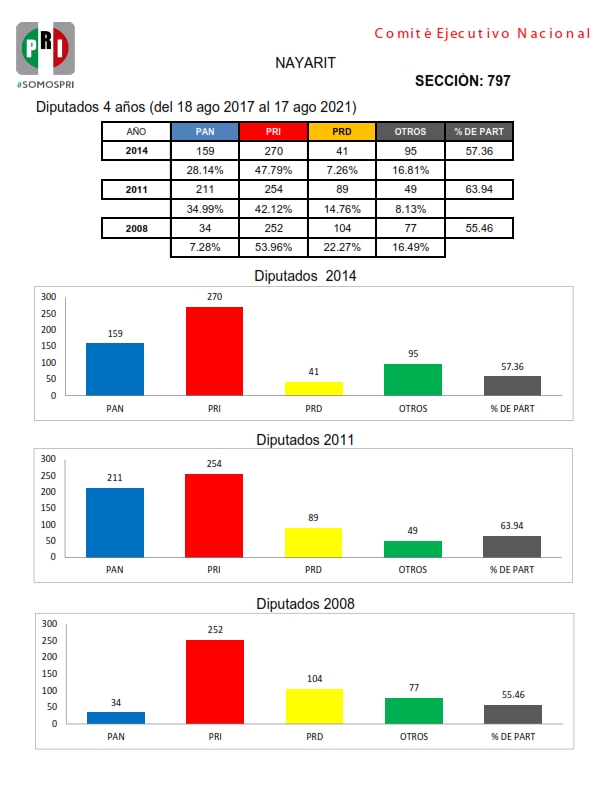 Comité Ejecutivo Nacional
PRI
#SOMOSPRI
NAYARIT
SECCIÓN: 797
Diputados 4 años (del 18 ago 2017 al 17 ago 2021)
AÑO PAN PRI PRD OTROS % DE PART
2014 159 270 41 95 57.36
28.14% 47.79% 7.26% 16.81%
2011 211 254 89 49 63.94
34.99% 42.12% 14.76% 8.13%
2008 34 252 104 77 55.46
7.28% 53.96% 22.27% 16.49%
Diputados 2014
300
250
200
150
100
50
0
159 270 41 95 57.36
PAN PRI PRD OTROS % DE PART
Diputados 2011
300
250
200
150
100
50
0
211 254 89 49 63.94
PAN PRI PRD OTROS % DE PART
Diputados 2008
300
250
200
150
100
50
0
34 252 104 77 55.46
PAN PRI PRD OTROS % DE PART